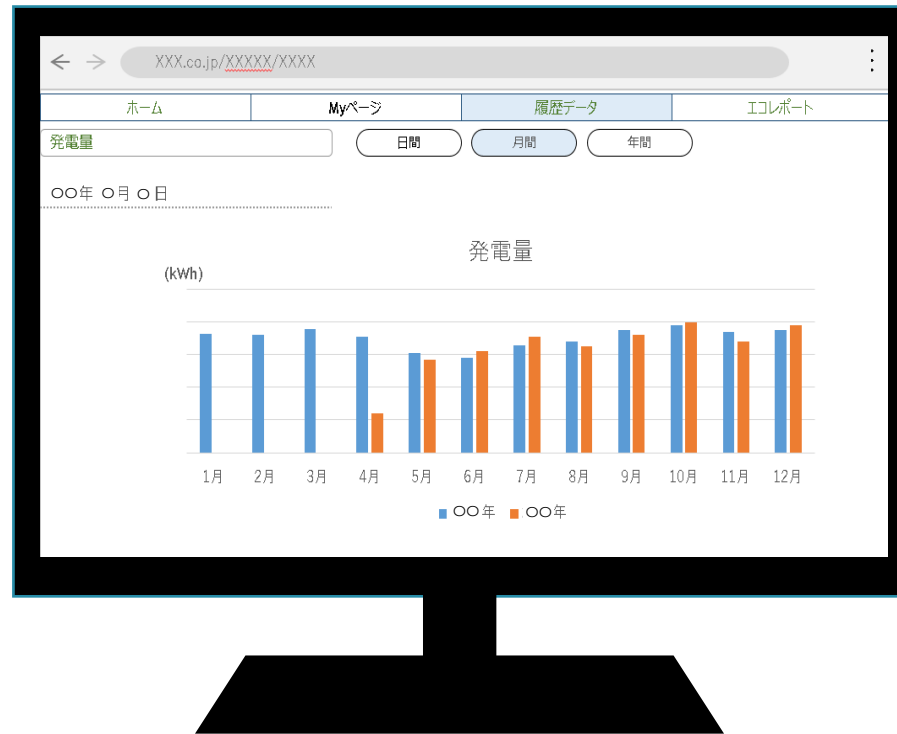 XXX.co.jp/XXXXX/XXXX
ホーム Myページ 履歴データ エコレポート
発電量 日間 月間 年間
〇〇年 〇月 〇日
発電量
(kWh)
1月 2月 3月 4月 5月 6月 7月 8月 9月 10月 11月 12月
〇〇年 〇〇年